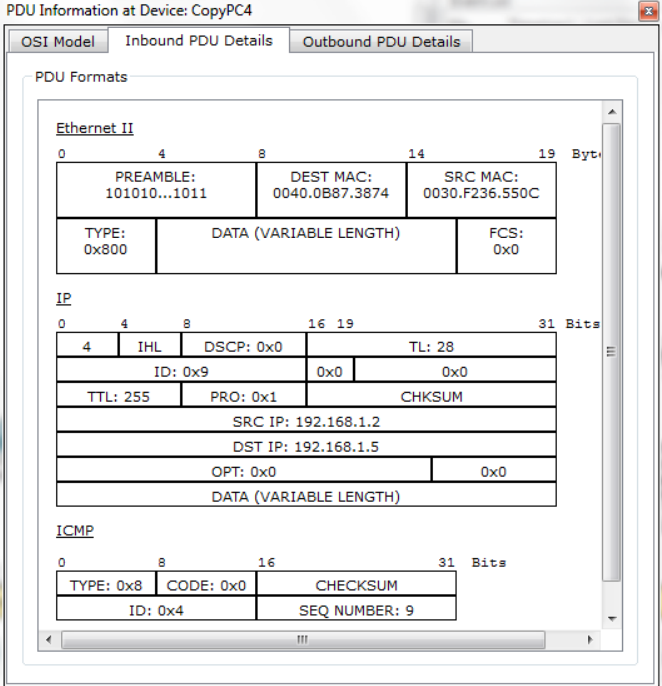 PDU Information at Device: CopyPC4
OSI Model Inbound PDU Details Outbound PDU Details
PDU Formats
Ethernet II
0 4 8 14 19 Byte
PREAMBLE: DEST MAC: SRC MAC:
101010...1011 0040.0B87.3874 0030.F236.550C
TYPE: DATA (VARIABLE LENGTH) FCS:
0x800 0x0
IP
0 4 8 16 19 31 Bits
4 IHL DSCP: 0x0 TL: 28
ID: 0x9 0x0 0x0
TTL: 255 PRO: 0x1 CHKSUM
SRC IP: 192.168.1.2
DST IP: 192.168.1.5
OPT: 0x0 0x0
DATA (VARIABLE LENGTH)
ICMP
0 8 16 31 Bits
TYPE: 0x8 CODE: 0x0 CHECKSUM
ID: 0x4 SEQ NUMBER: 9